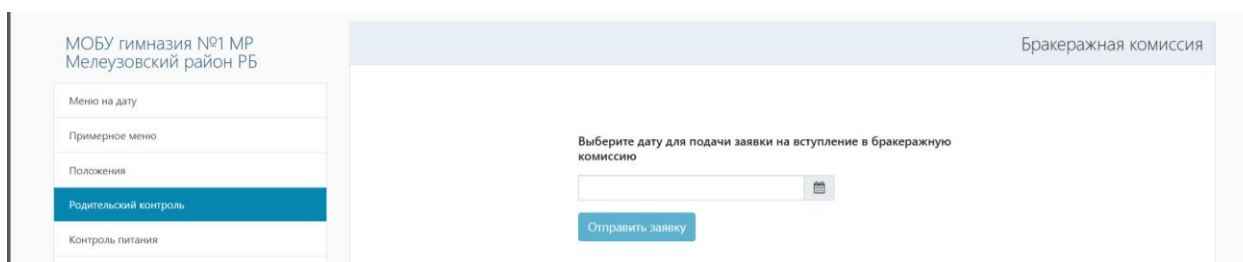 МОБУ гимназия №1 МР
Мелеузовский район РБ
Меню на дату
Примерное меню
Положения
Родительский контроль
Контроль питания
Бракеражная комиссия
Выберите дату для подачи заявки на вступление в бракеражную
комиссию
Отправить заявку